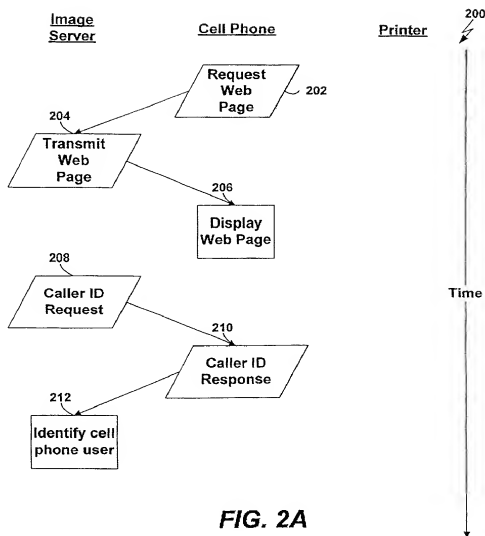 200
Image
Server
Cell Phone
Printer
Request
Web
Page
202
204
Transmit
Web
Page
206
Display
Web Page
208
Caller ID
Request
Time
210
Caller ID
Response
212
Identify cell
phone user
FIG. 2A